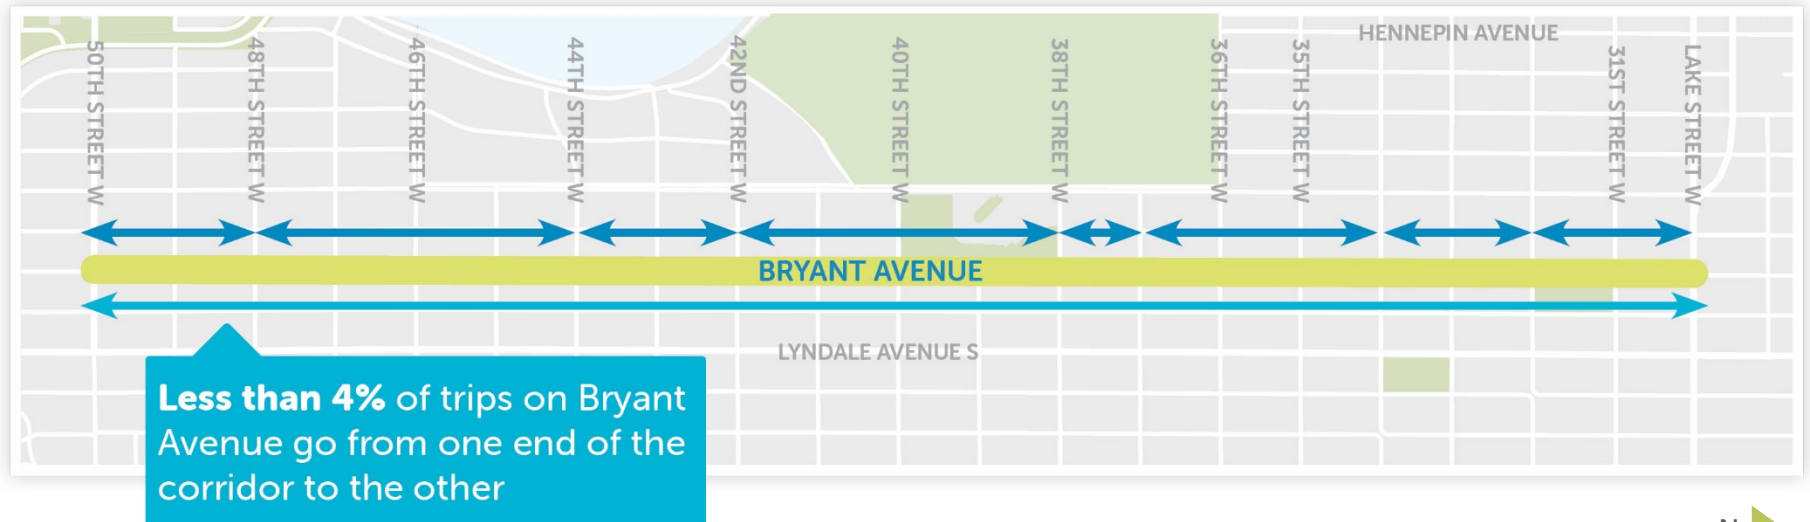 HENNEPIN AVENUE
50TH STREET W
48TH STREET W
46TH STREET W
44TH STREET W
42ND STREET W
40TH STREET W
38TH STREET W
36TH STREET W
35TH STREET W
31ST STREET W
LAKE STREET W
BRYANT AVENUE
LYNDALE AVENUE S
Less than 4% of trips on Bryant
Avenue go from one end of the
corridor to the other
N